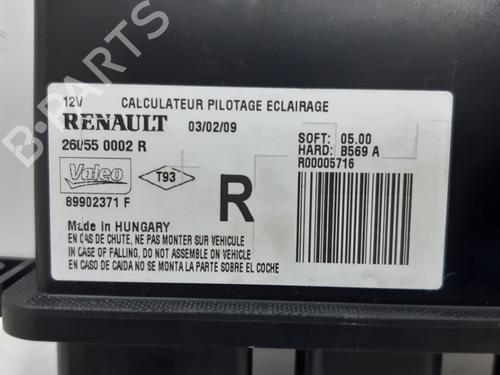 B-PARTS
12V CALCULATEUR PILOTAGE ECLAIRAGE
RENAULT 03/02/09
260550002 R
SOFT: 05.00
HARD: B569 A
R00005716
Valeo
T93
89902371 F
R
Made in HUNGARY
EN CAS DE CHUTE, NE PAS MONTER SUR VEHICULE
IN CASE OF FALLING, DO NOT ASSEMBLE ON VEHICLE
EN CASO DE CAIDA NO SE MONTA LA PARTE SOBRE EL COCHE